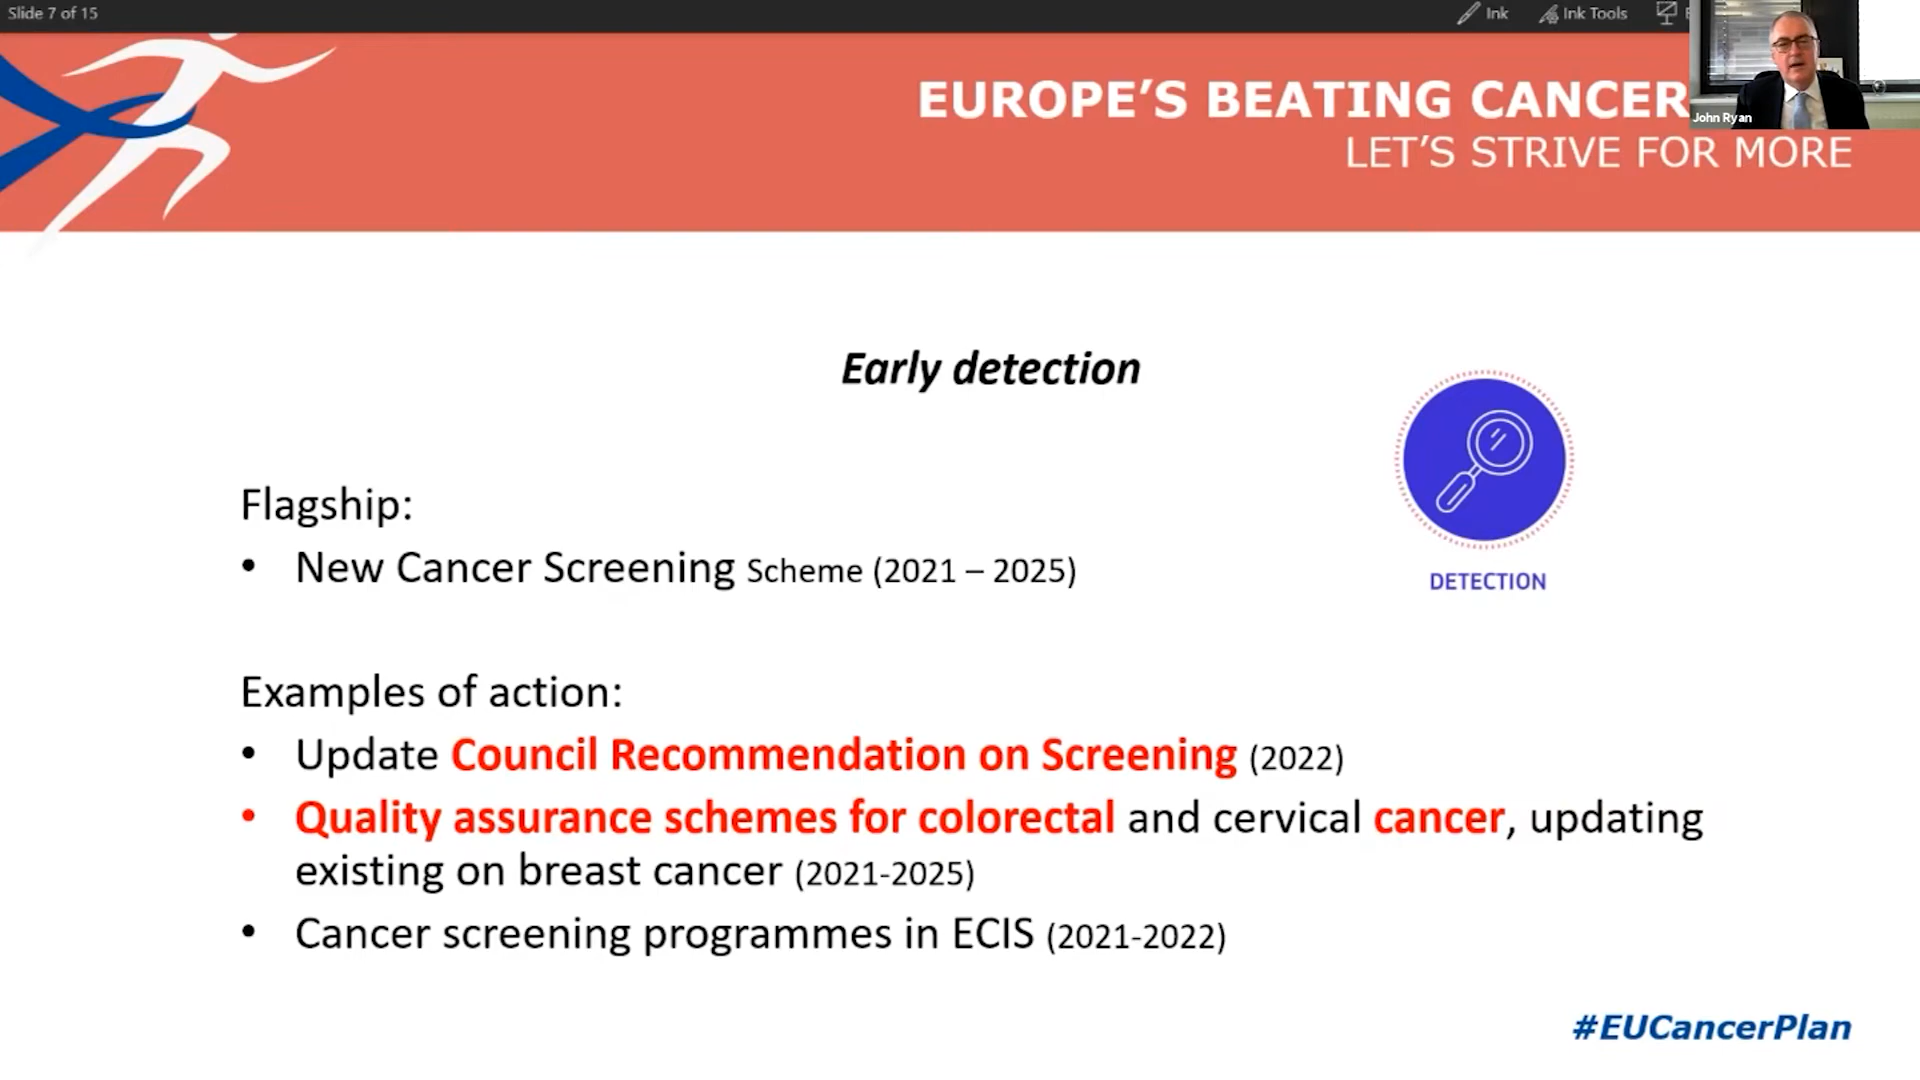 Slide 7 of 15
Ink
Ink Tools
John Ryan
EUROPE'S BEATING CANCER
LET'S STRIVE FOR MORE
Early detection
DETECTION
Flagship:
• New Cancer Screening Scheme (2021 – 2025)
Examples of action:
• Update Council Recommendation on Screening (2022)
• Quality assurance schemes for colorectal and cervical cancer, updating
existing on breast cancer (2021-2025)
• Cancer screening programmes in ECIS (2021-2022)
#EUCancerPlan